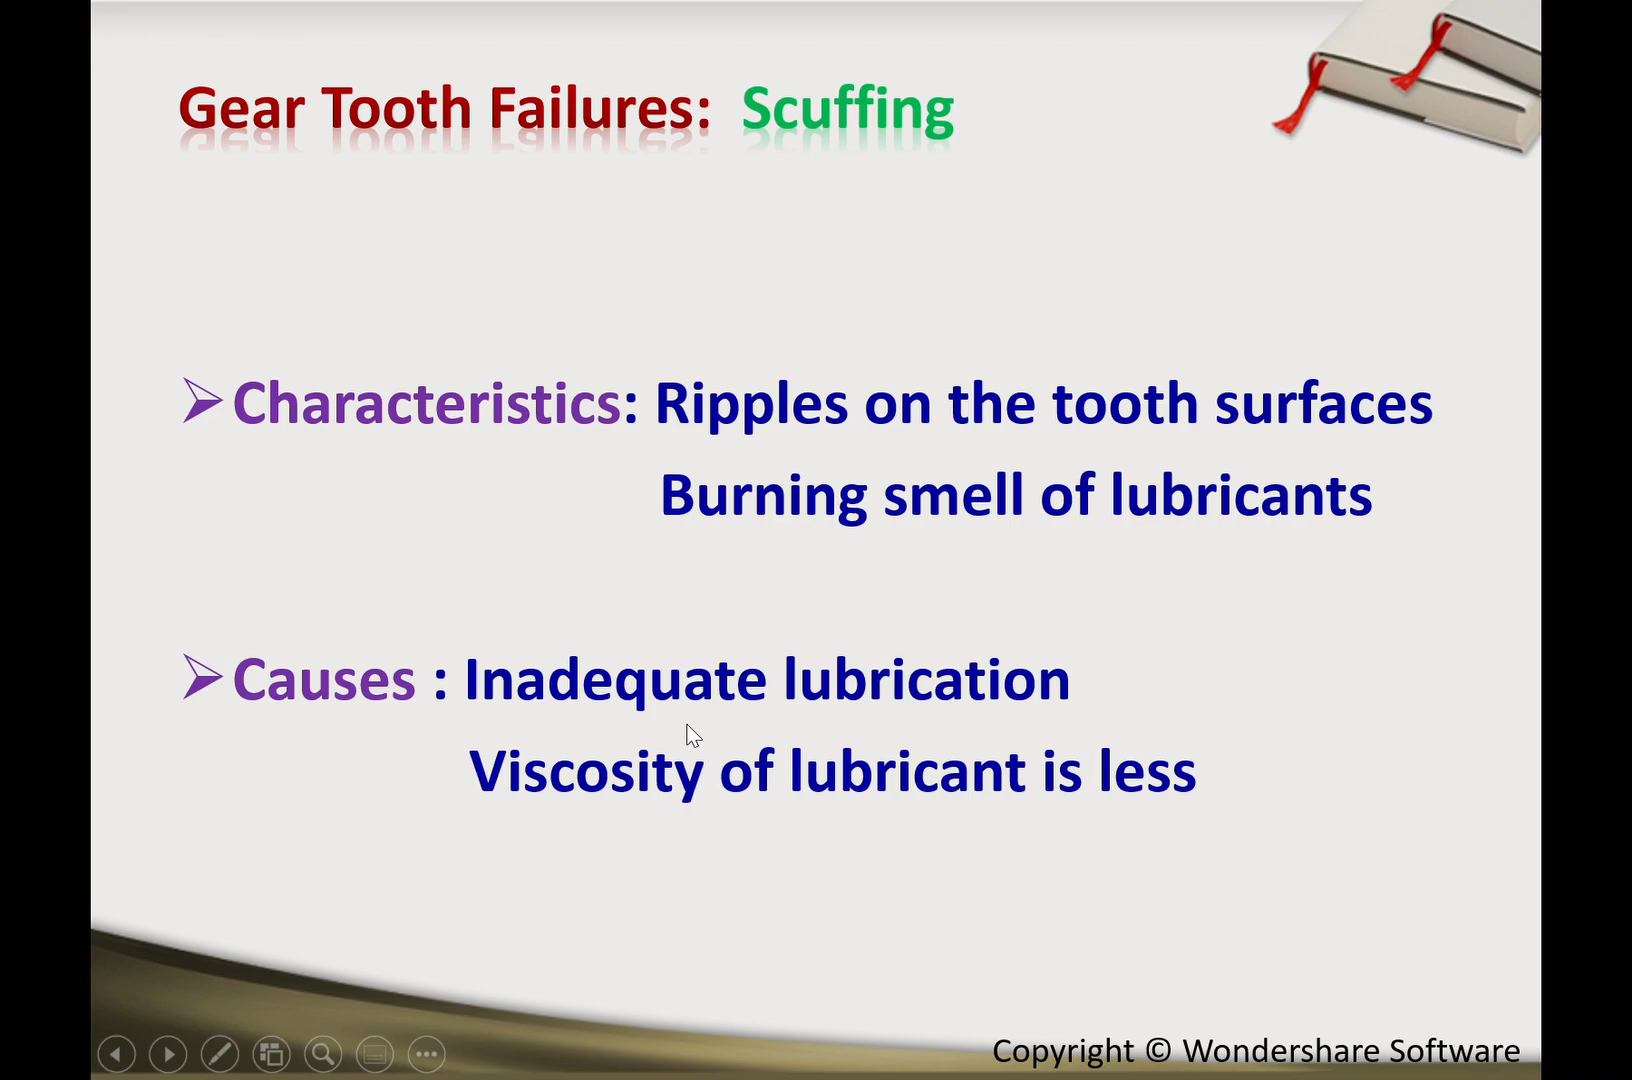 Gear Tooth Failures: Scuffing
Characteristics: Ripples on the tooth surfaces
Burning smell of lubricants
Causes : Inadequate lubrication
Viscosity of lubricant is less
Copyright © Wondershare Software